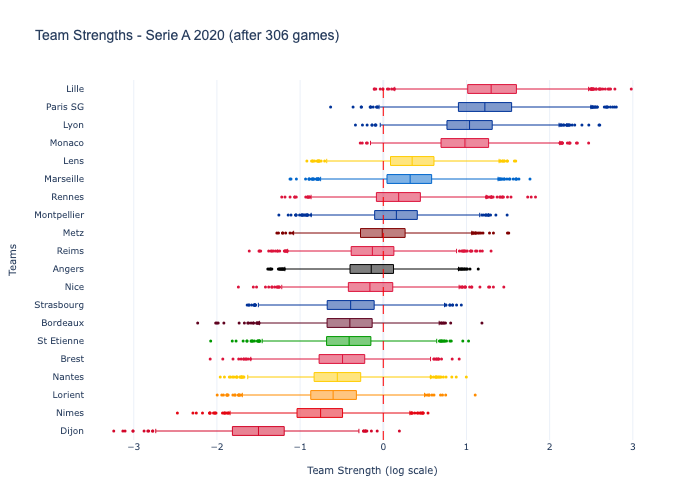 Team Strengths - Serie A 2020 (after 306 games)
Lille
Paris SG
Lyon
Monaco
Lens
Marseille
Rennes
Montpellier
Metz
Reims
Angers
Nice
Strasbourg
Bordeaux
St Etienne
Brest
Nantes
Lorient
Nimes
Dijon
Teams
−3 −2 −1 0 1 2 3
Team Strength (log scale)